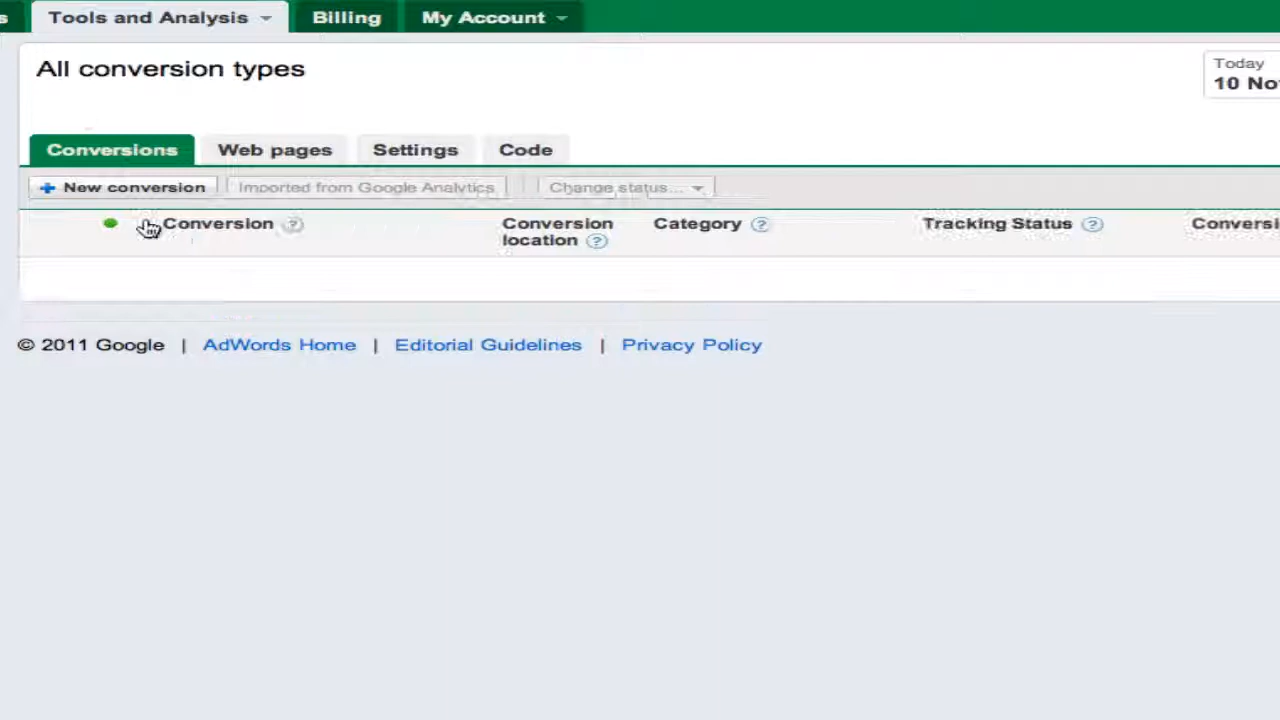 s Tools and Analysis Billing My Account
All conversion types
Today
10 No
Conversions Web pages Settings Code
+ New conversion Imported from Google Analytics Change status...
Conversion ? Conversion location ? Category ? Tracking Status ? Conversi
© 2011 Google | AdWords Home | Editorial Guidelines | Privacy Policy